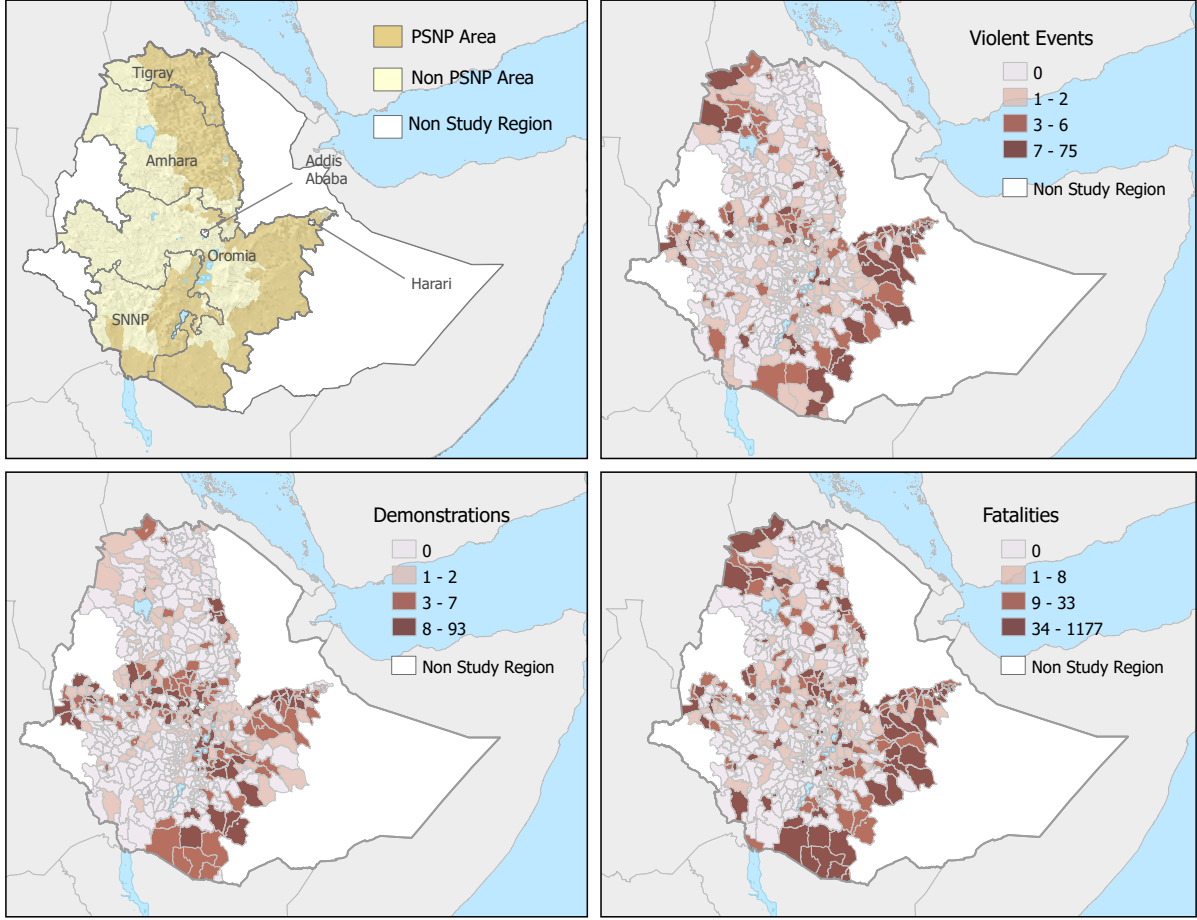 PSNP Area
Non PSNP Area
Non Study Region
Tigray
Amhara
Addis
Ababa
Oromia
Harari
SNNP
Violent Events
0
1 - 2
3 - 6
7 - 75
Non Study Region
Demonstrations
0
1 - 2
3 - 7
8 - 93
Non Study Region
Fatalities
0
1 - 8
9 - 33
34 - 1177
Non Study Region